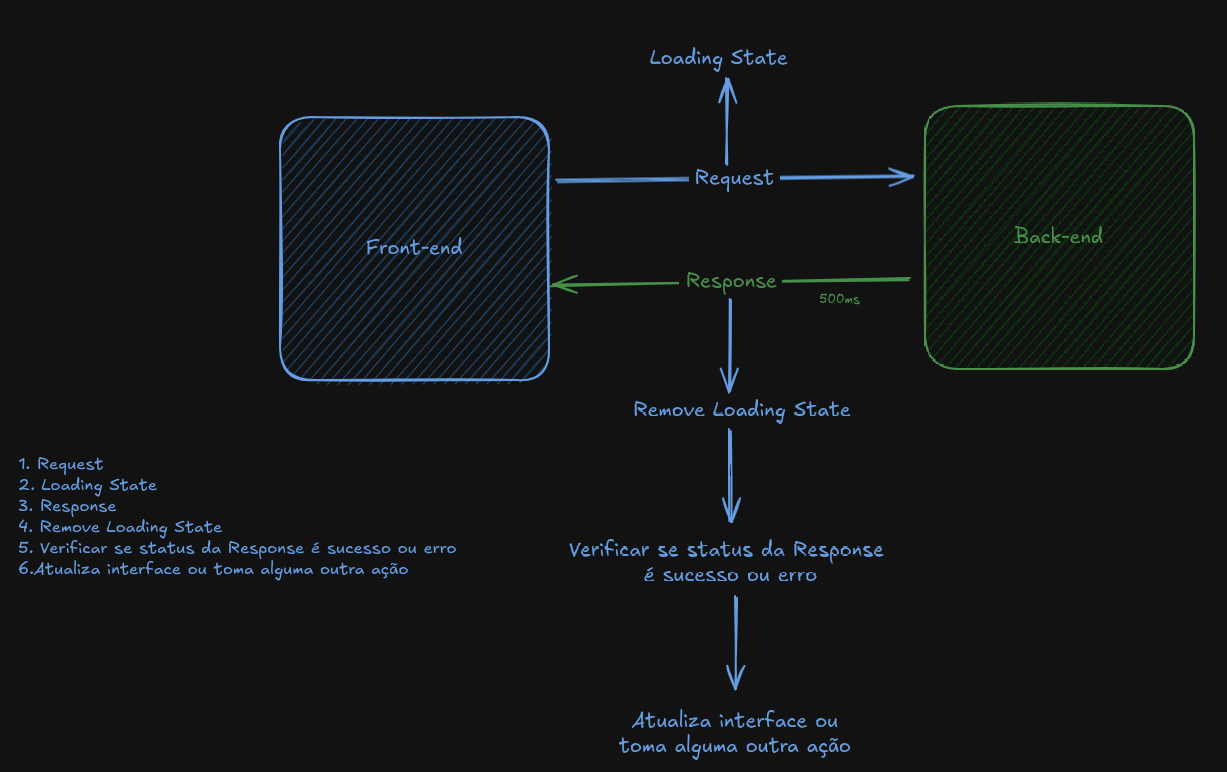 Loading State
Request
Front-end
Back-end
Response
500ms
Remove Loading State
1. Request
2. Loading State
3. Response
4. Remove Loading State
5. Verificar se status da Response é sucesso ou erro
6.Atualiza interface ou toma alguma outra ação
Verificar se status da Response
é sucesso ou erro
Atualiza interface ou
toma alguma outra ação